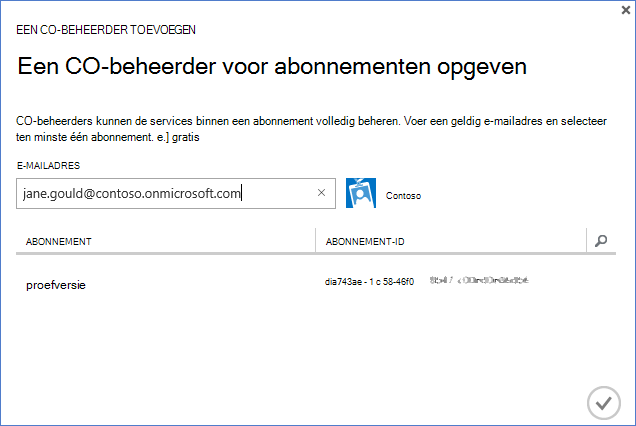 EEN CO-BEHEERDER TOEVOEGEN
Een CO-beheerder voor abonnementen opgeven
CO-beheerders kunnen de services binnen een abonnement volledig beheren. Voer een geldig e-mailadres en selecteer
ten minste één abonnement. e.] gratis
E-MAILADRES
jane.gould@contoso.onmicrosoft.com
Contoso
ABONNEMENT ABONNEMENT-ID
proefversie dia743ae - 1 c 58-46f0